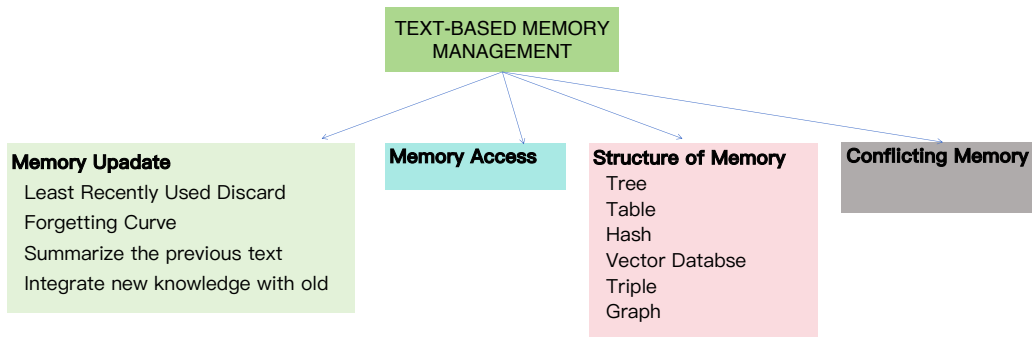 TEXT-BASED MEMORY
MANAGEMENT
Memory Upadate
Least Recently Used Discard
Forgetting Curve
Summarize the previous text
Integrate new knowledge with old
Memory Access
Structure of Memory
Tree
Table
Hash
Vector Databse
Triple
Graph
Conflicting Memory